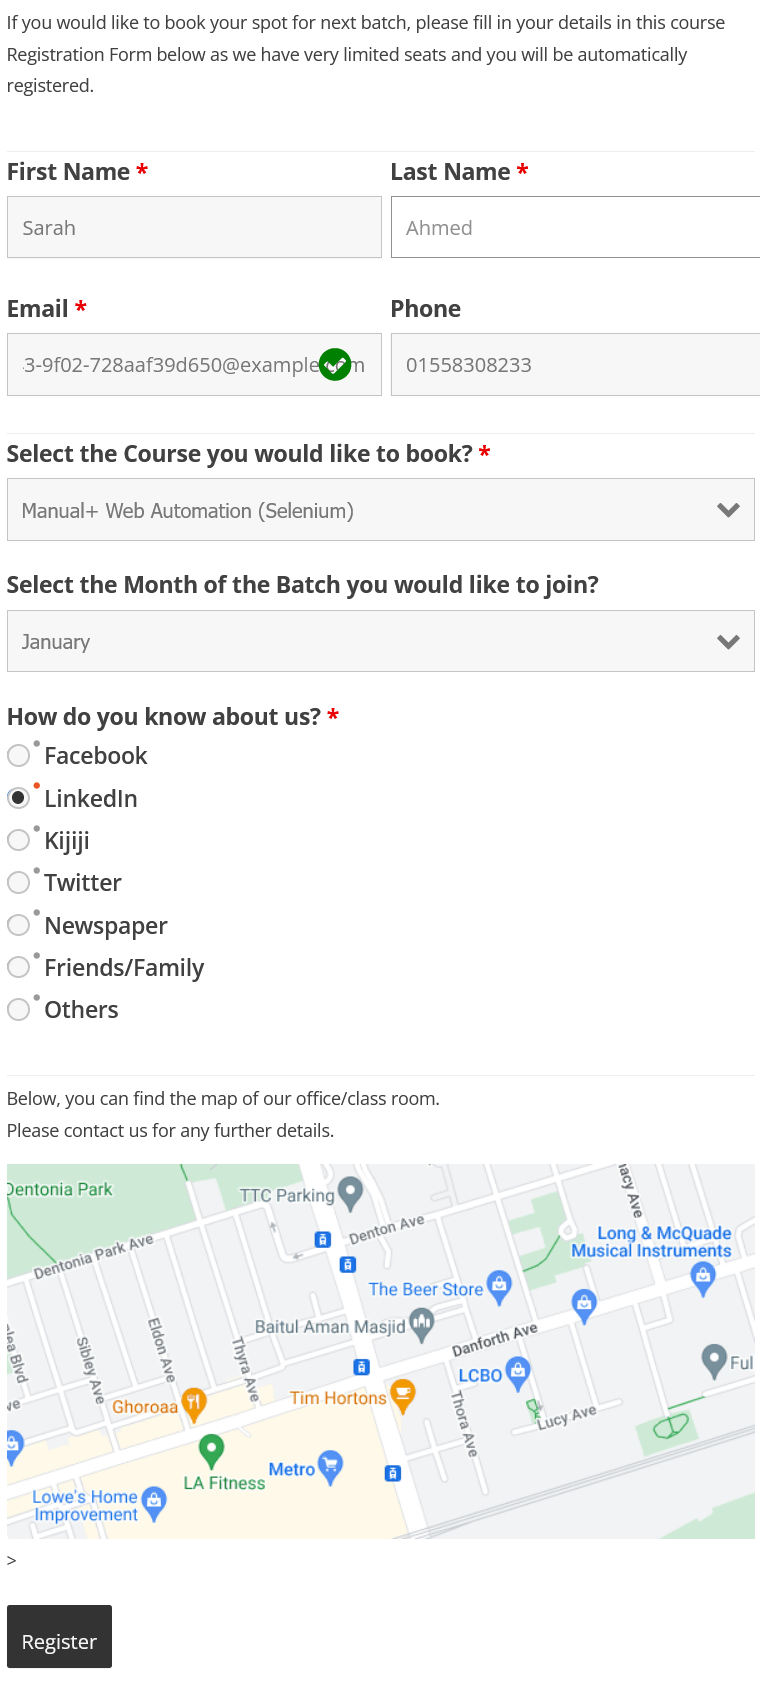 If you would like to book your spot for next batch, please fill in your details in this course
Registration Form below as we have very limited seats and you will be automatically
registered.
First Name *
Last Name *
Sarah
Ahmed
Email *
Phone
3-9f02-728aaf39d650@example
01558308233
Select the Course you would like to book? *
Manual+ Web Automation (Selenium)
Select the Month of the Batch you would like to join?
January
How do you know about us? *
Facebook
LinkedIn
Kijiji
Twitter
Newspaper
Friends/Family
Others
Below, you can find the map of our office/class room.
Please contact us for any further details.
Dentonia Park
TTC Parking
Denton Ave
Long & McQuade
Musical Instruments
Dentonia Park Ave
The Beer Store
Baitul Aman Masjid
Danforth Ave
Sibley Ave
Eldon Ave
Thyra Ave
LCBO
Tim Hortons
Ghoroaa
Thora Ave
Lucy Ave
LA Fitness
Metro
Lowe's Home
Improvement
>
Register